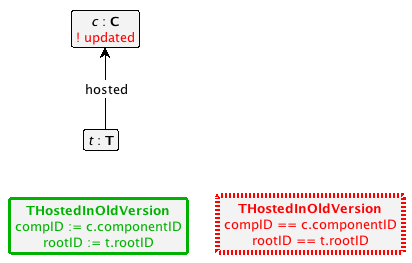 c : C
! updated
hosted
t : T
THostedInOldVersion
compID := c.componentID
rootID := t.rootID
THostedInOldVersion
compID == c.componentID
rootID == t.rootID